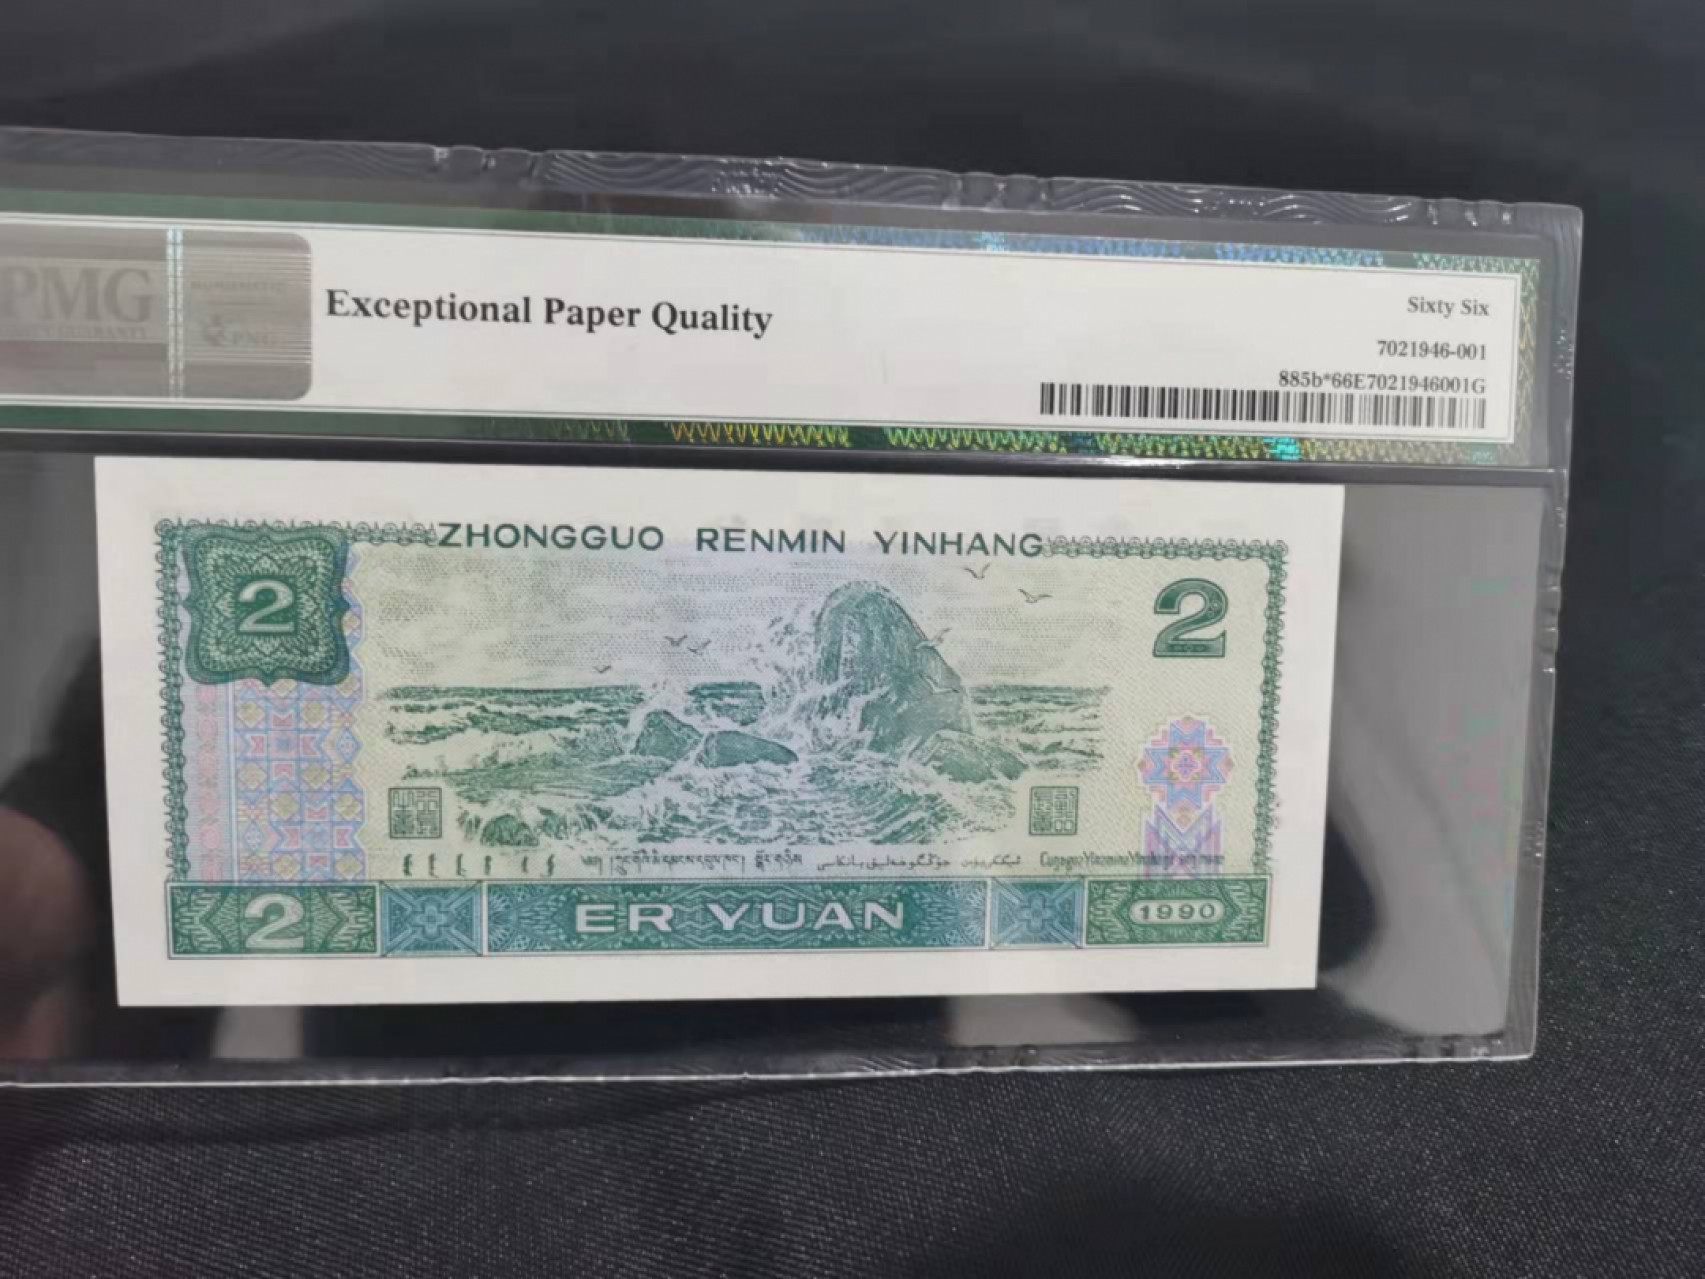 PMG
Exceptional Paper Quality
Sixty Six
7021946-001
885b*66E7021946001G
ZHONGGUO RENMIN YINHANG
2
2
2
ER YUAN
1990